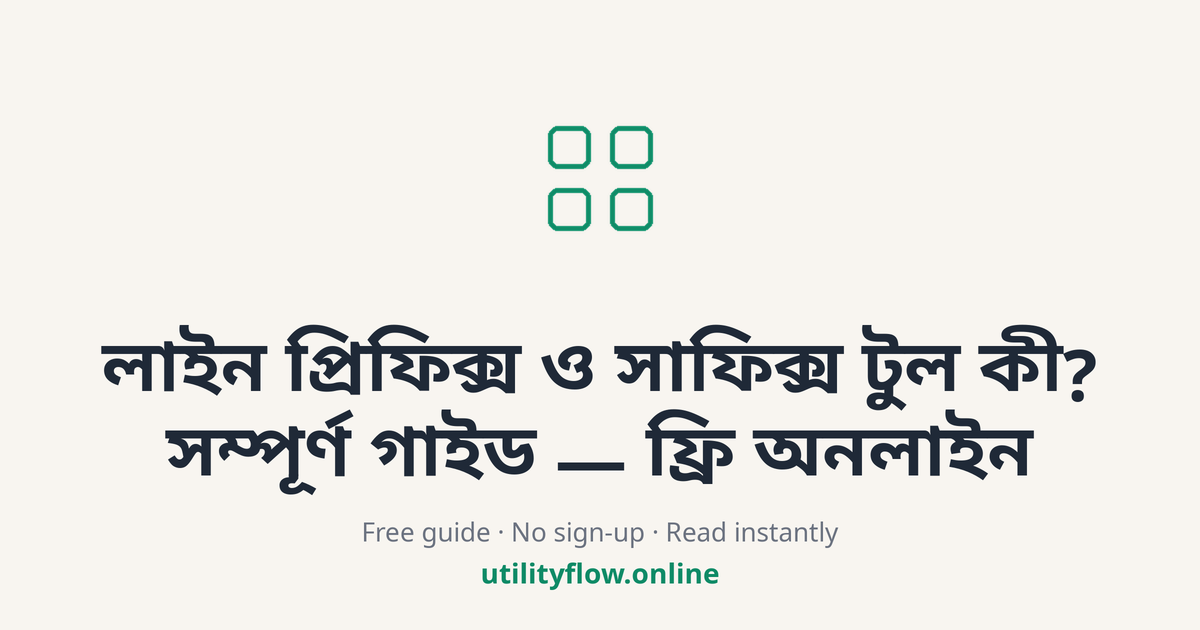 লাইন প্রিফিক্স ও সাফিক্স টুল কী?
সম্পূর্ণ গাইড — ফ্রি অনলাইন
Free guide · No sign-up · Read instantly
utilityflow.online